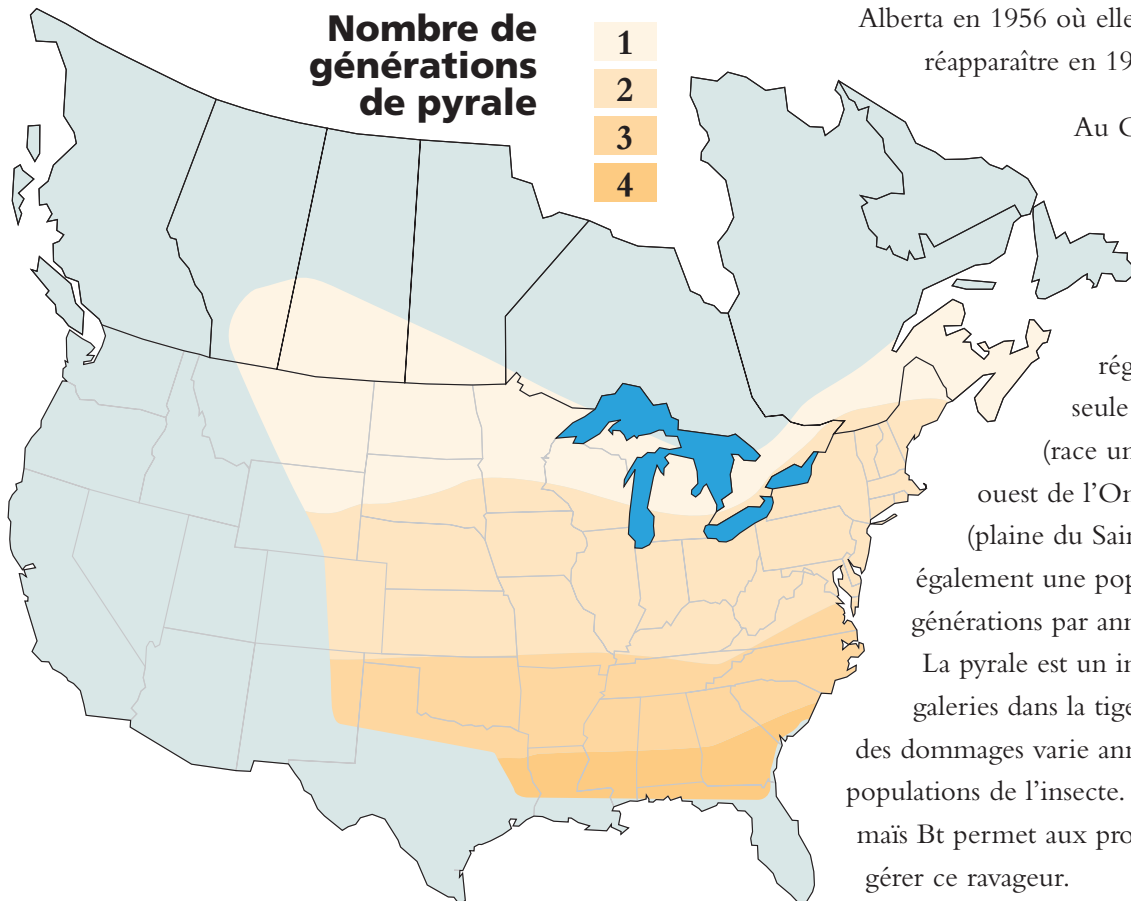 Nombre de
générations
de pyrale
1
2
3
4
Alberta en 1956 où elle
réapparaître en 19
Au C
rég
seule
(race un
ouest de l'On
(plaine du Sain
également une pop
générations par ann
La pyrale est un in
galeries dans la tige
des dommages varie ann
populations de l'insecte.
maïs Bt permet aux pro
gérer ce ravageur.